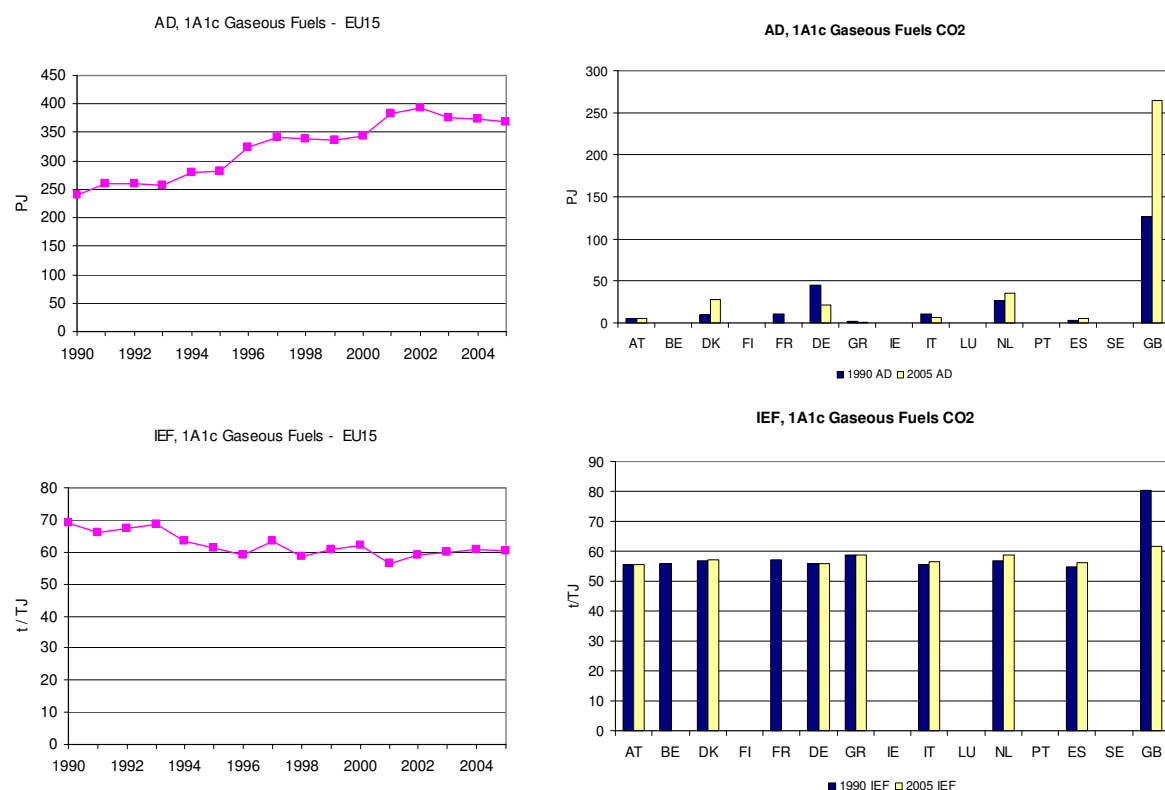 AD, 1A1c Gaseous Fuels - EU15
450
400
350
300
250
200
150
100
50
0
PJ
1990 1992 1994 1996 1998 2000 2002 2004
AD, 1A1c Gaseous Fuels CO2
300
250
200
150
100
50
0
PJ
AT BE DK FI FR DE GR IE IT LU NL PT ES SE GB
1990 AD 2005 AD
IEF, 1A1c Gaseous Fuels - EU15
80
70
60
50
40
30
20
10
0
t / TJ
1990 1992 1994 1996 1998 2000 2002 2004
IEF, 1A1c Gaseous Fuels CO2
90
80
70
60
50
40
30
20
10
0
t/TJ
AT BE DK FI FR DE GR IE IT LU NL PT ES SE GB
1990 IEF 2005 IEF